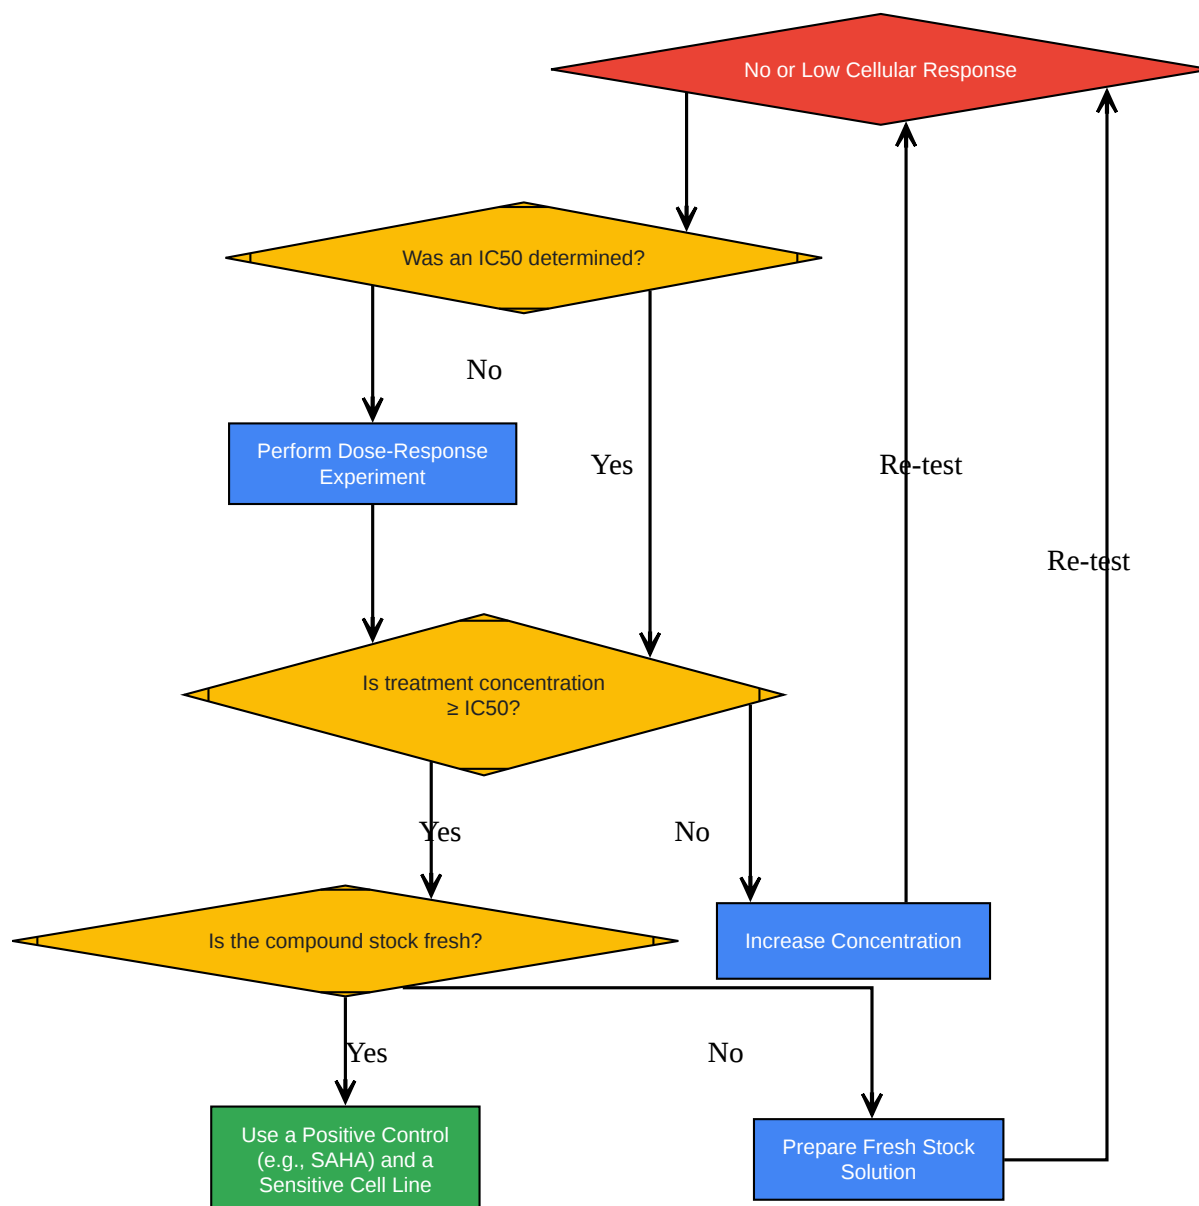 No or Low Cellular Response
Was an IC50 determined?
No
Perform Dose-Response
Experiment
Yes
Re-test
Re-test
Is treatment concentration
≥ IC50?
Yes
No
Is the compound stock fresh?
Increase Concentration
Yes
No
Use a Positive Control
(e.g., SAHA) and a
Sensitive Cell Line
Prepare Fresh Stock
Solution